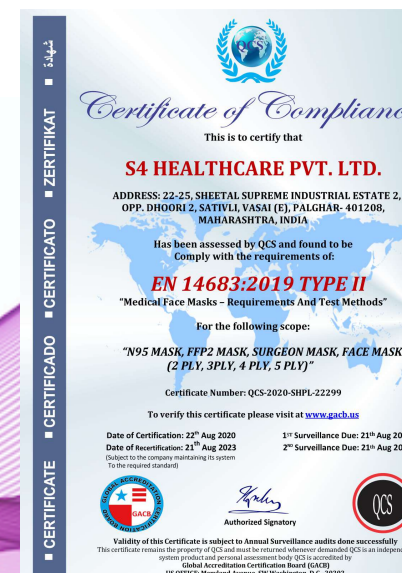 Certificate of Complianc
This is to certify that
S4 HEALTHCARE PVT. LTD.
ADDRESS: 22-25, SHEETAL SUPREME INDUSTRIAL ESTATE 2,
OPP. DHOORI 2, SATIVLI, VASAI (E), PALGHAR- 401208,
MAHARASHTRA, INDIA
Has been assessed by QCS and found to be
Comply with the requirements of:
EN 14683:2019 TYPE II
“Medical Face Masks – Requirements And Test Methods”
For the following scope:
“N95 MASK, FFP2 MASK, SURGEON MASK, FACE MASK
(2 PLY, 3PLY, 4 PLY, 5 PLY)”
Certificate Number: QCS-2020-SHPL-22299
To verify this certificate please visit at www.gacb.us
Date of Certification: 22th Aug 2020
1ST Surveillance Due: 21th Aug 20
Date of Recertification: 21th Aug 2023
2ND Surveillance Due: 21th Aug 20
(Subject to the company maintaining its system
To the required standard)
GLOBAL ACCREDITATION
CERTIFICATION BOARD
GACB
QCS
Authorized Signatory
Validity of this Certificate is subject to Annual Surveillance audits done successfully
This certificate remains the property of QCS and must be returned whenever demanded QCS is an independ
system product and personal assessment body QCS is accredited by
Global Accreditation Certification Board (GACB)
CERTIFICATE ■ CERTIFICADO ■ CERTIFICATO ■ ZERTIFIKAT ■ شهادة